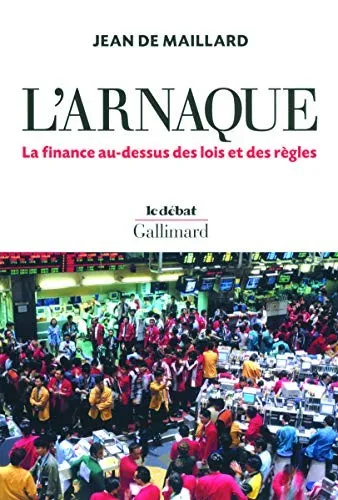 JEAN DE MAILLARD
L'ARNAQUE
La finance au-dessus des lois et des règles
le débat
Gallimard